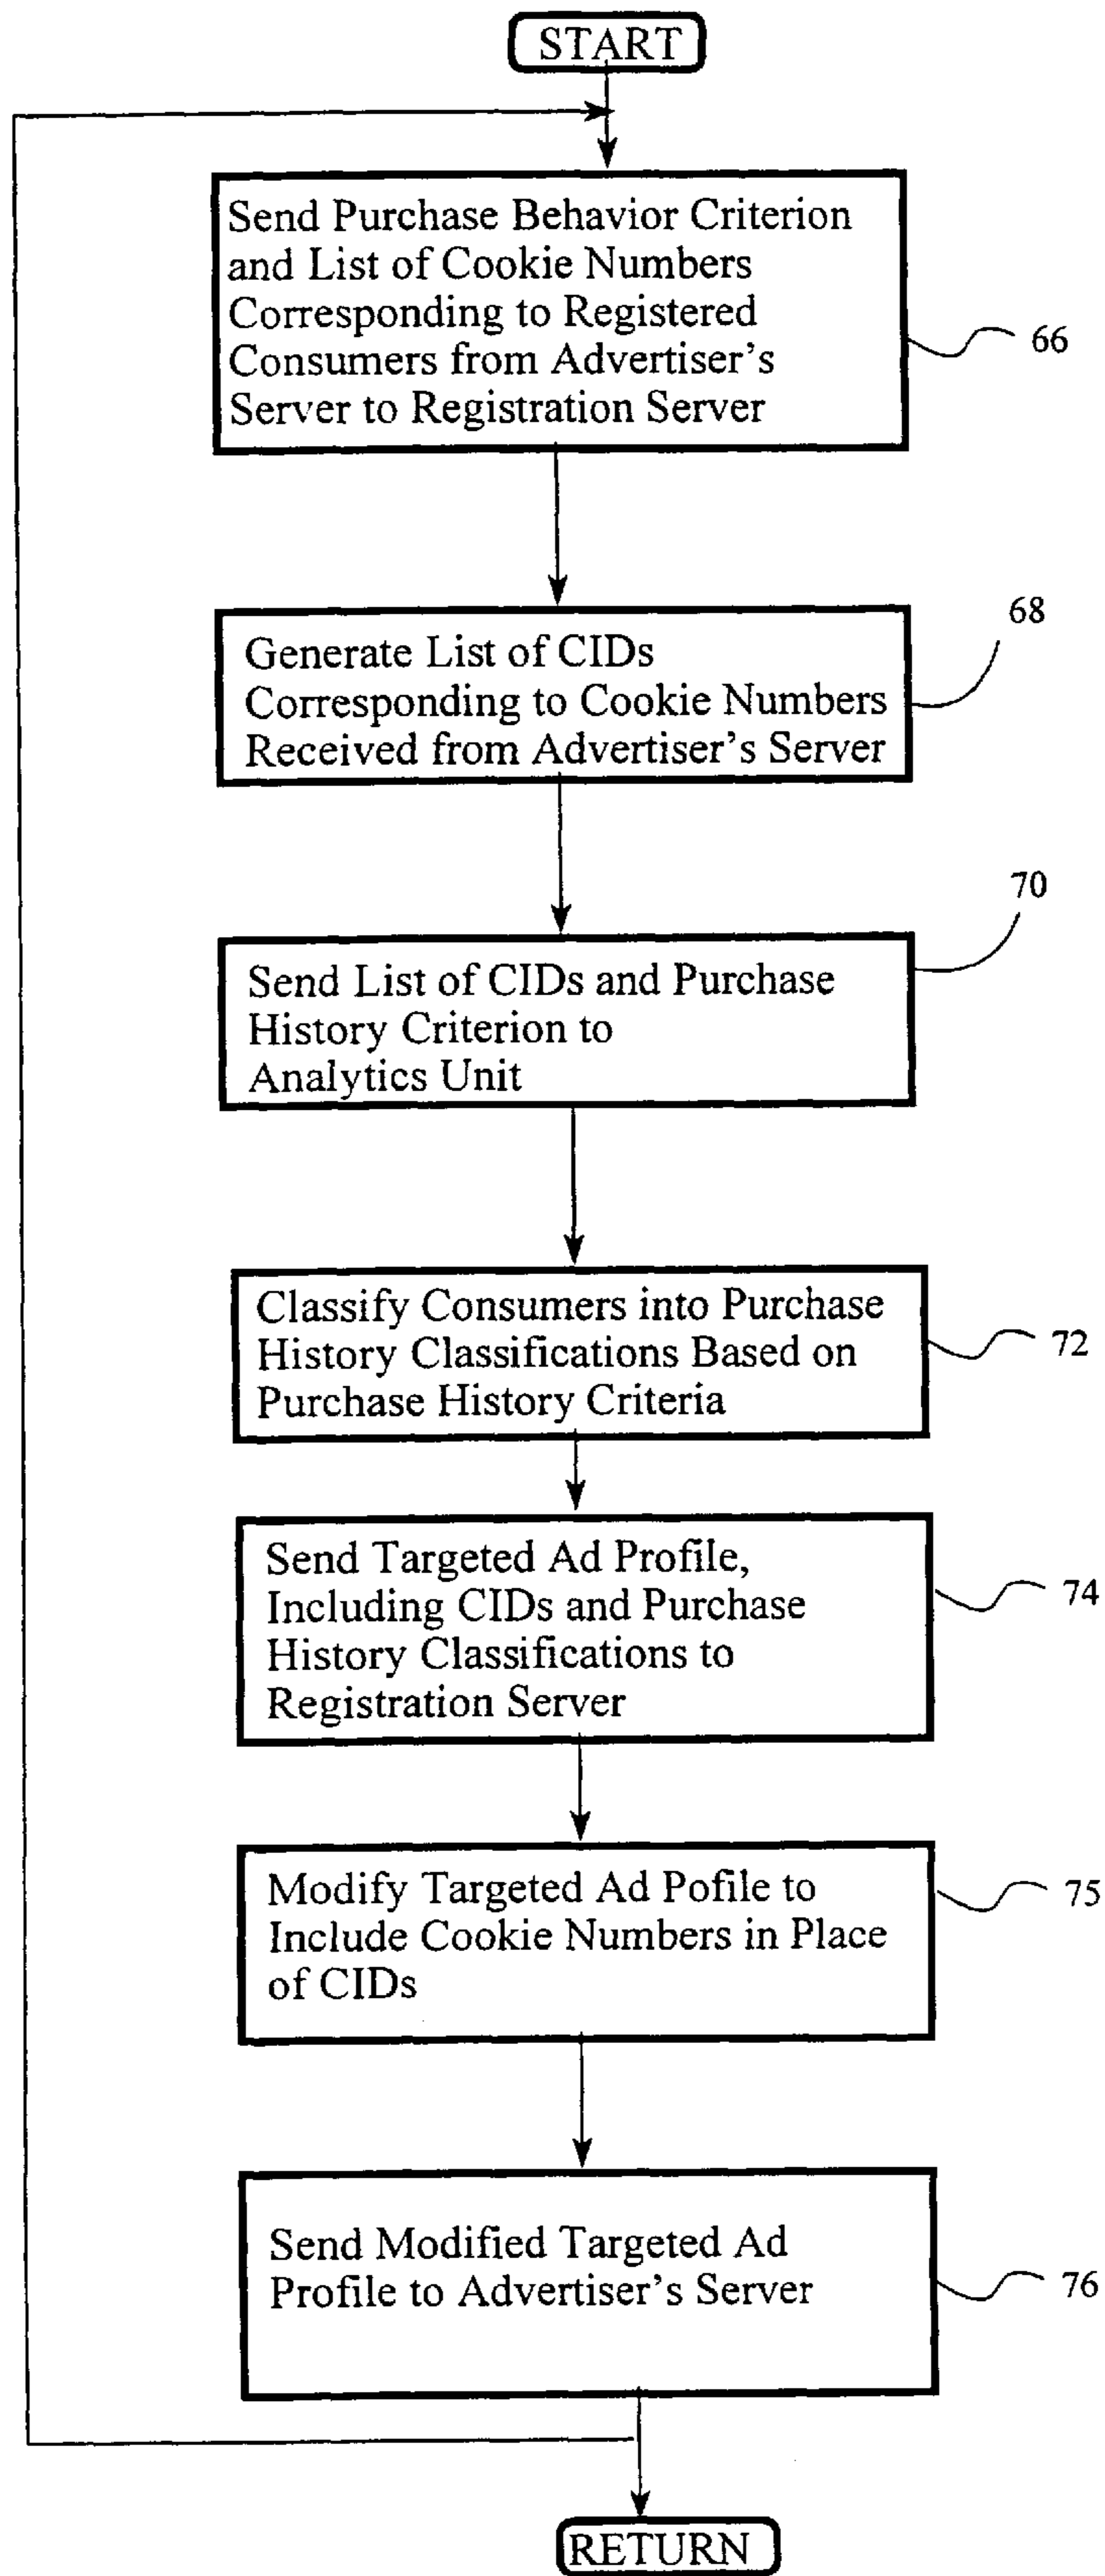 START
Send Purchase Behavior Criterion
and List of Cookie Numbers
Corresponding to Registered
Consumers from Advertiser's
Server to Registration Server
66
Generate List of CIDs
Corresponding to Cookie Numbers
Received from Advertiser's Server
68
Send List of CIDs and Purchase
History Criterion to
Analytics Unit
70
Classify Consumers into Purchase
History Classifications Based on
Purchase History Criteria
72
Send Targeted Ad Profile,
Including CIDs and Purchase
History Classifications to
Registration Server
74
Modify Targeted Ad Pofile to
Include Cookie Numbers in Place
of CIDs
75
Send Modified Targeted Ad
Profile to Advertiser's Server
76
RETURN